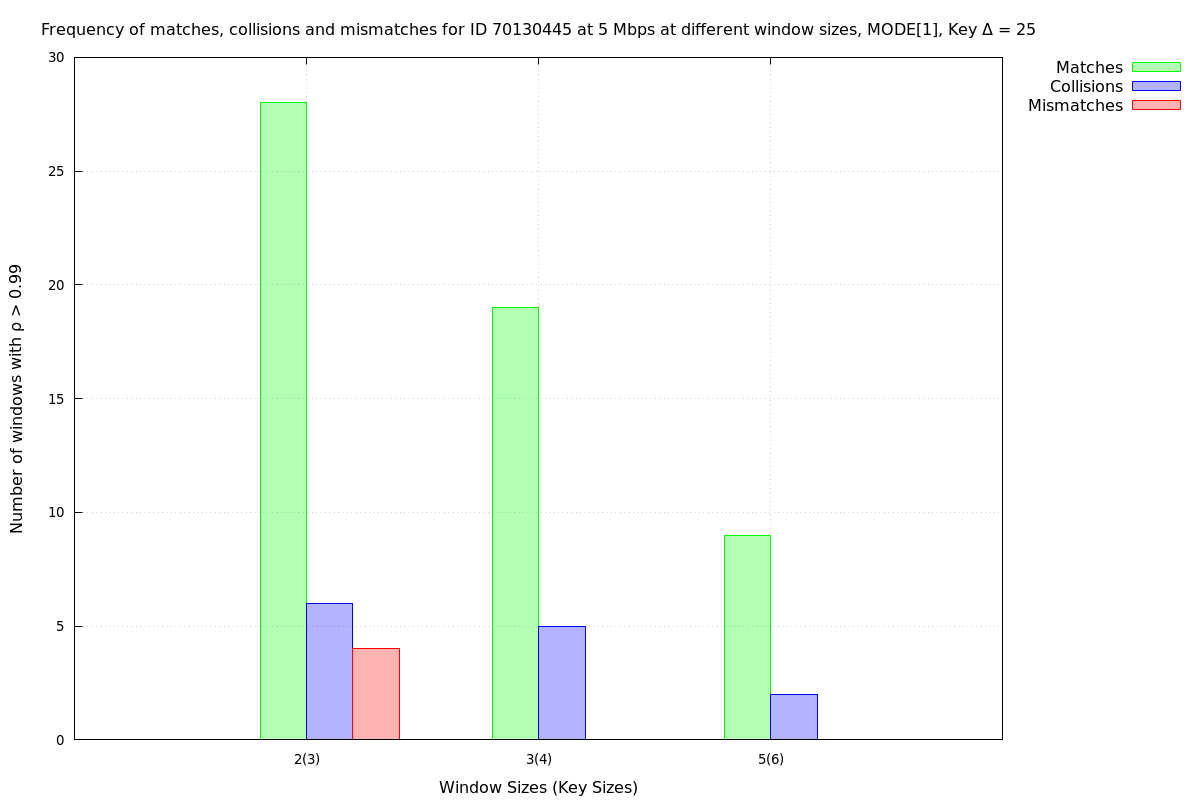 Frequency of matches, collisions and mismatches for ID 70130445 at 5 Mbps at different window sizes, MODE[1], Key Δ = 25
Matches
Collisions
Mismatches
Number of windows with ρ > 0.99
30
25
20
15
10
5
0
2(3) 3(4) 5(6)
Window Sizes (Key Sizes)